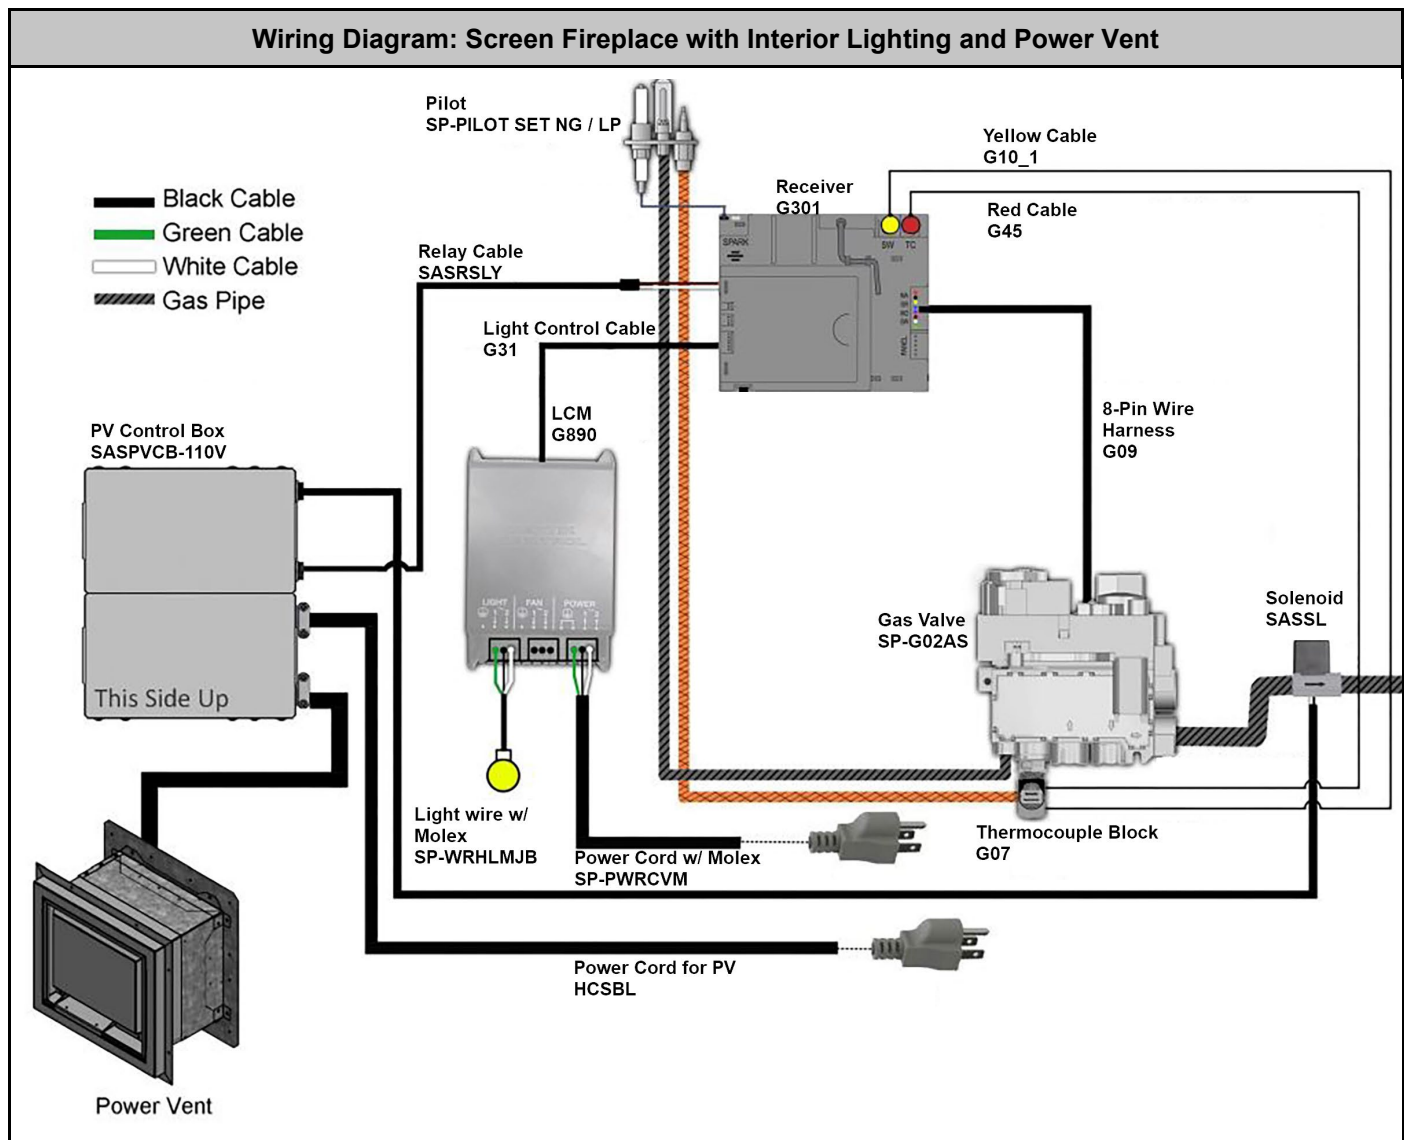 Wiring Diagram: Screen Fireplace with Interior Lighting and Power Vent
Pilot
SP-PILOT SET NG / LP
Yellow Cable
G10_1
Receiver
G301
Red Cable
G45
Black Cable
Green Cable
White Cable
Gas Pipe
SW TC
SPARK
Relay Cable
SASRSLY
Light Control Cable
G31
PANEL
8-Pin Wire
Harness
G09
LCM
G890
PV Control Box
SASPVCB-110V
LIGHT FAN POWER
Gas Valve
SP-G02AS
Solenoid
SASSL
This Side Up
Light wire w/
Molex
SP-WRHLMJB
Thermocouple Block
G07
Power Cord w/ Molex
SP-PWRCVM
Power Cord for PV
HCSBL
Power Vent